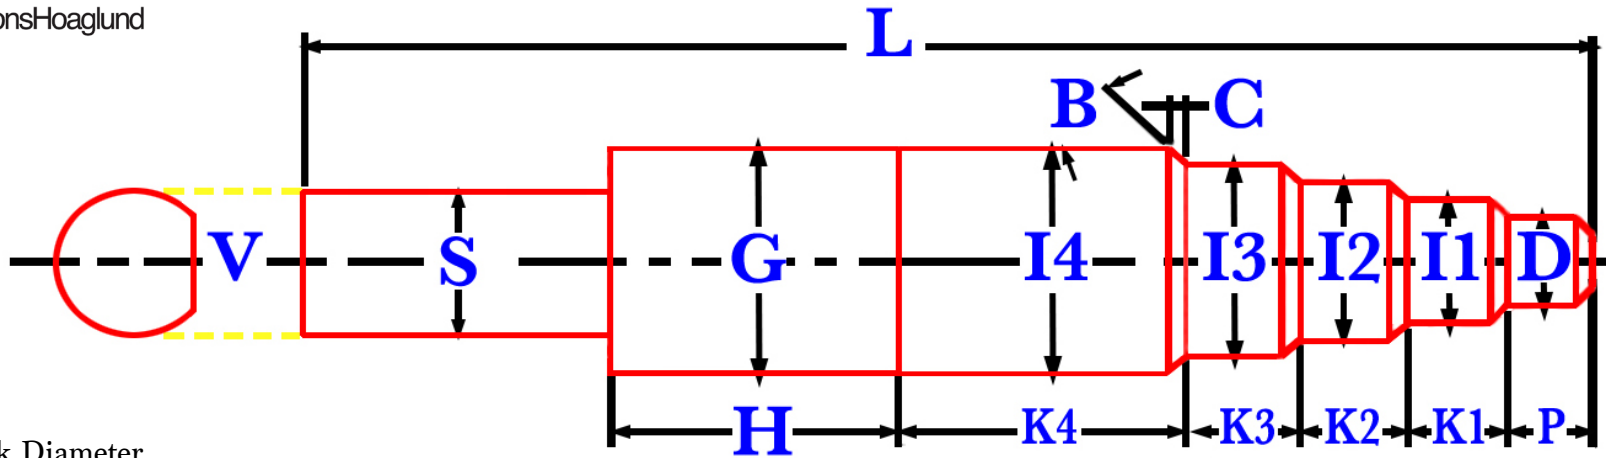 onsHoaglund
L
B C
V S G I4 I3 I2 I1 D
H K4 K3 K2 K1 P
k Diameter